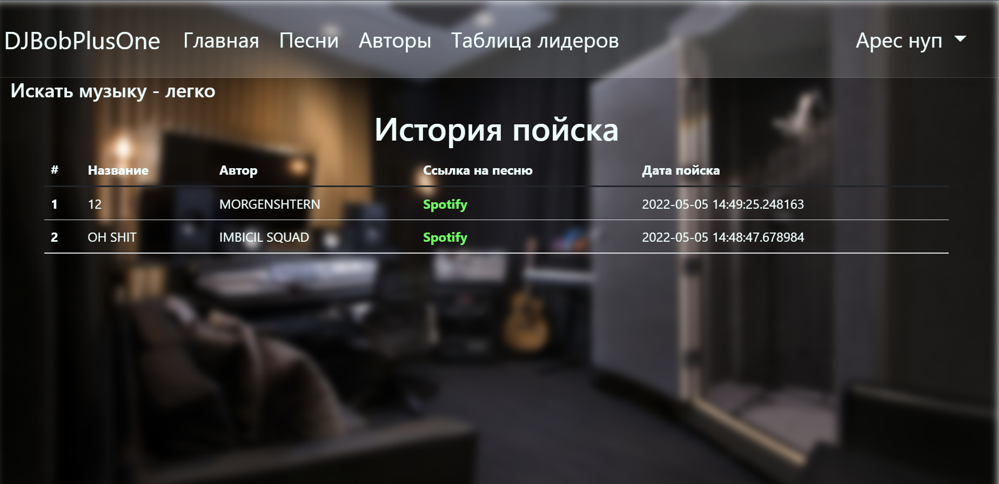 DJBobPlusOne Главная Песни Авторы Таблица лидеров Арес нуп
Искать музыку - легко
История пойска
# Название Автор Ссылка на песню Дата пойска
1 12 MORGENSHTERN Spotify 2022-05-05 14:49:25.248163
2 OH SHIT IMBICIL SQUAD Spotify 2022-05-05 14:48:47.678984